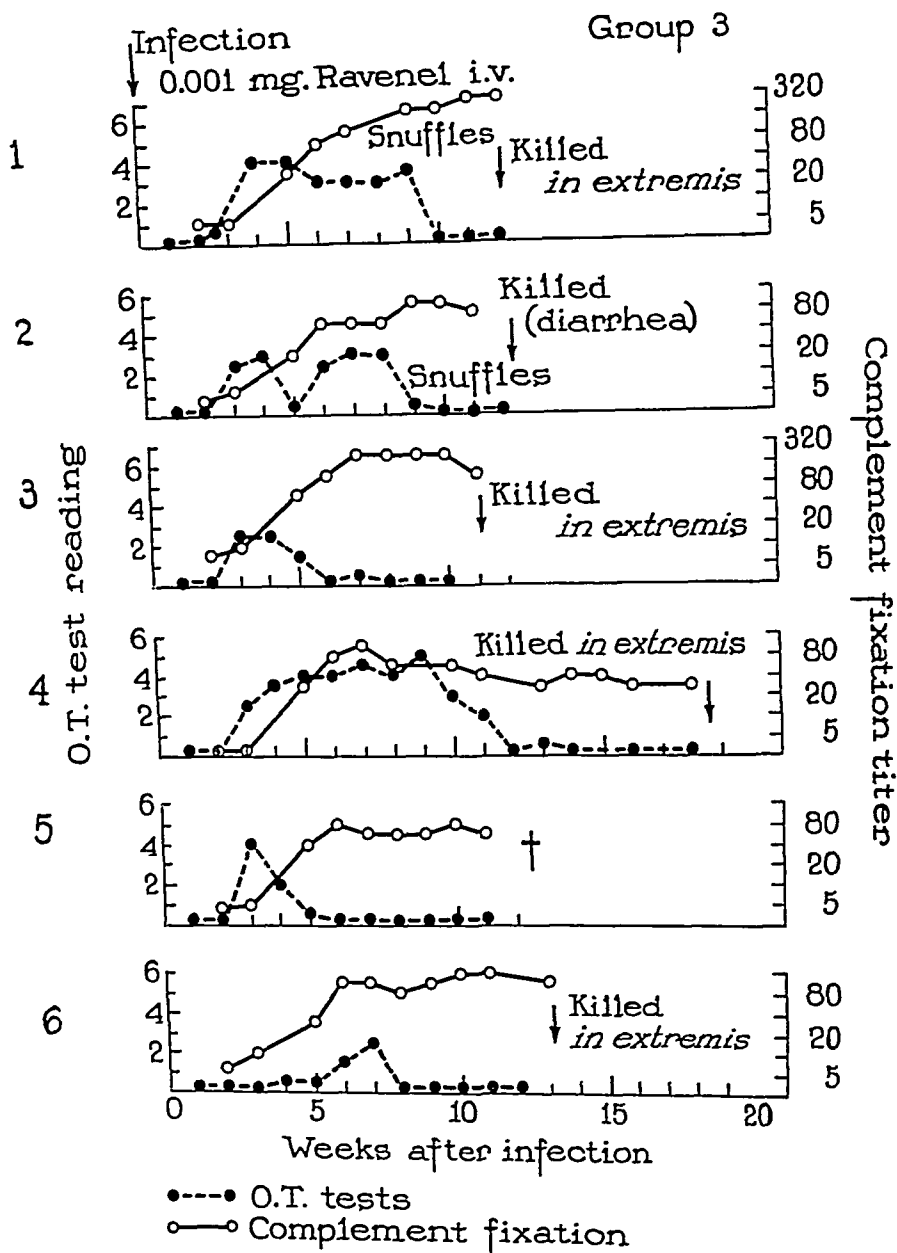 Group 3
Infection
0.001 mg. Ravenel i.v.
1
6
4
2
Snuffles
Killed
in extremis
320
80
20
5
2
6
4
2
Killed
(diarrhea)
Snuffles
80
20
5
3
6
4
2
Killed
in extremis
320
80
20
5
4
6
4
2
Killed in extremis
80
20
5
5
6
4
2
†
80
20
5
6
6
4
2
Killed
in extremis
80
20
5
O.T. test reading
Complement fixation titer
0 5 10 15 20
Weeks after infection
O.T. tests
Complement fixation